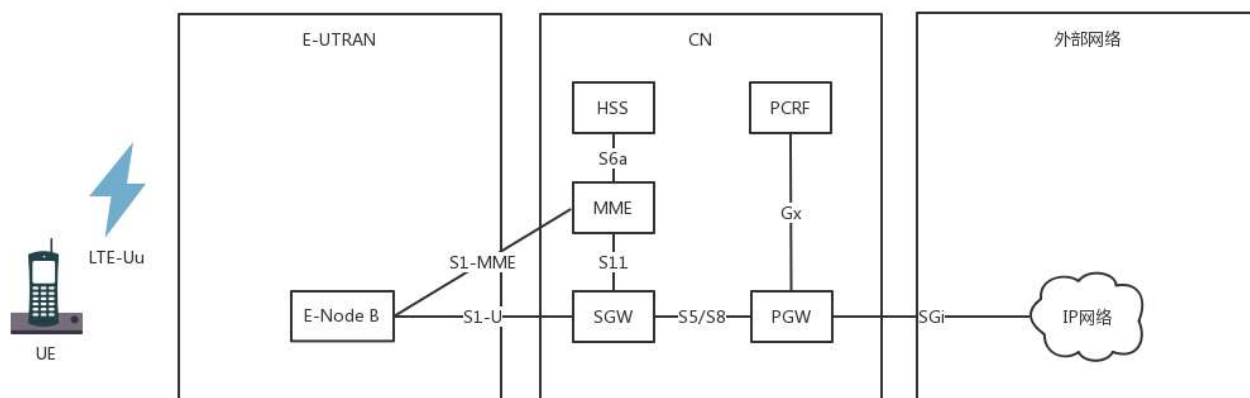 E-UTRAN
CN
外部网络
HSS
PCRF
S6a
MME
Gx
LTE-Uu
S1-MME
S11
E-Node B
S1-U
SGW
S5/S8
PGW
SGi
IP网络
UE